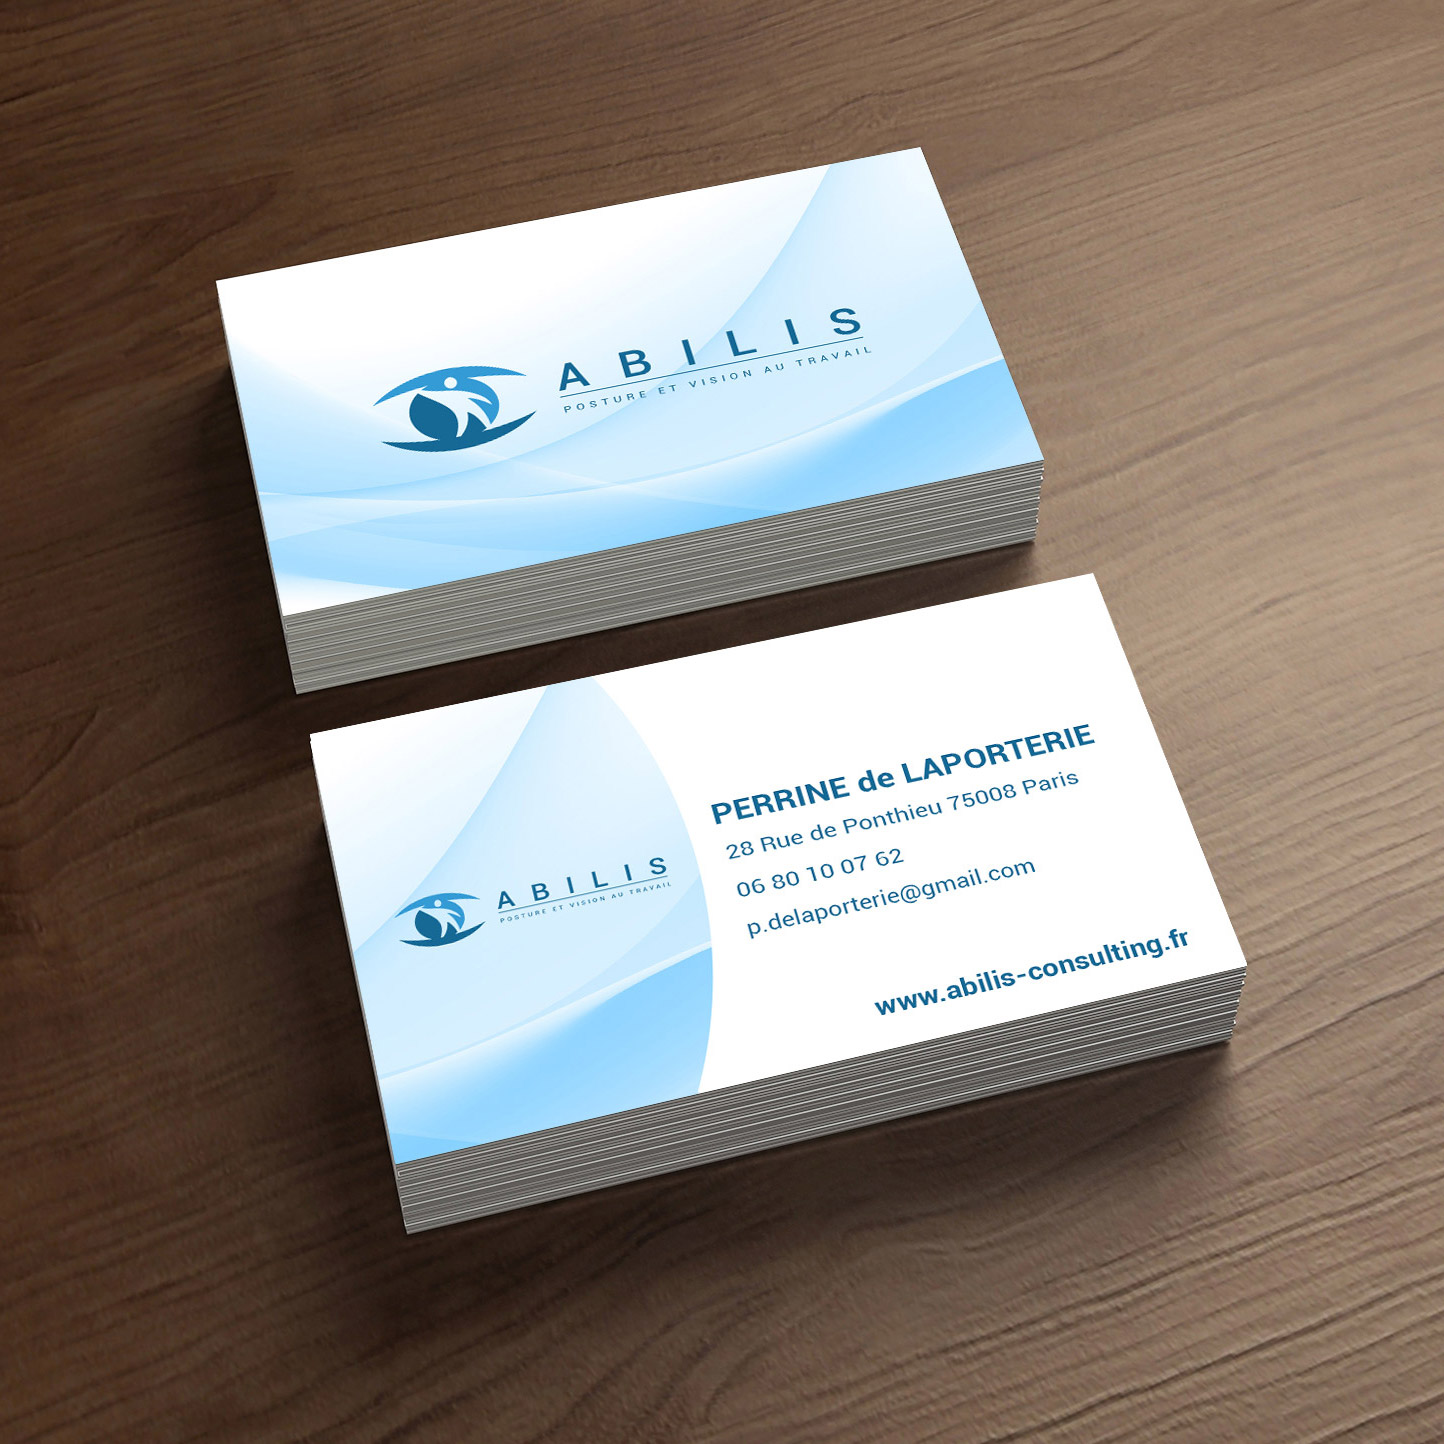 ABILIS
POSTURE ET VISION AU TRAVAIL
ABILIS
POSTURE ET VISION AU TRAVAIL
PERRINE de LAPORTERIE
28 Rue de Ponthieu 75008 Paris
06 80 10 07 62
p.delaporterie@gmail.com
www.abilis-consulting.fr